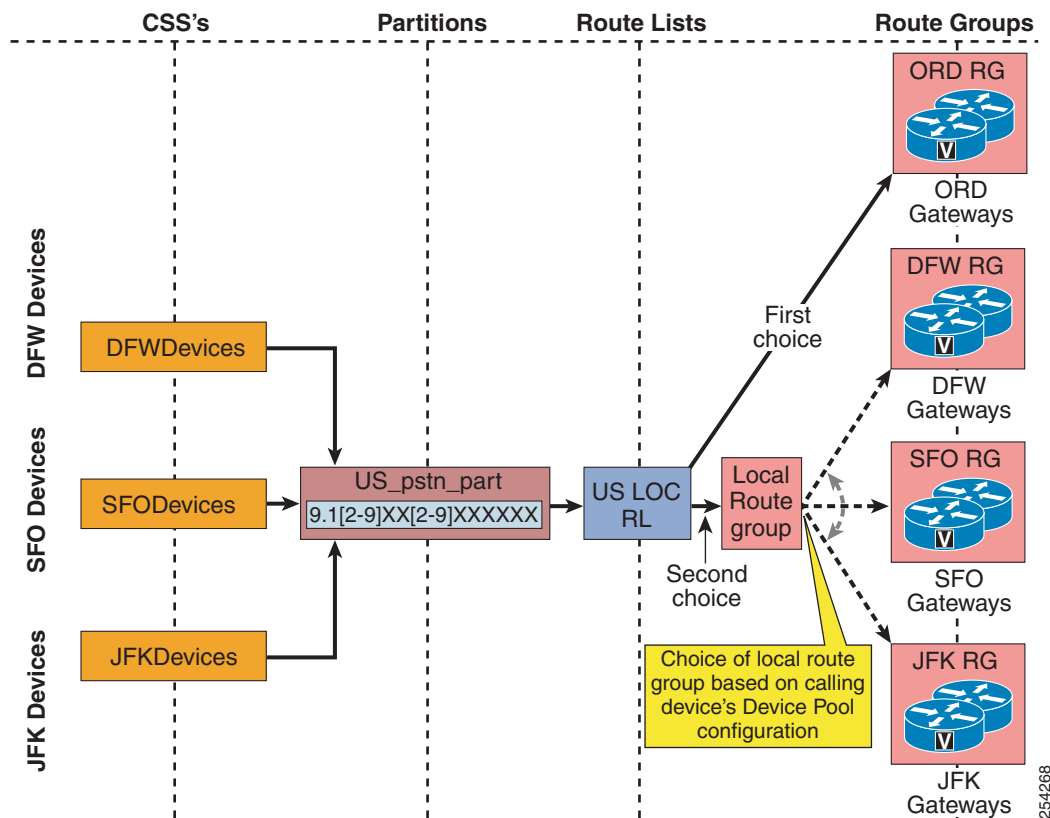 CSS's
Partitions
Route Lists
Route Groups
ORD RG
V
ORD
Gateways
DFW Devices
DFWDevices
First
choice
DFW RG
V
DFW
Gateways
SFO Devices
SFODevices
US_pstn_part
9.1[2-9]XX[2-9]XXXXXX
US LOC
RL
Local
Route
group
Second
choice
SFO RG
V
SFO
Gateways
JFK Devices
JFKDevices
Choice of local route
group based on calling
device's Device Pool
configuration
JFK RG
V
JFK
Gateways
254268